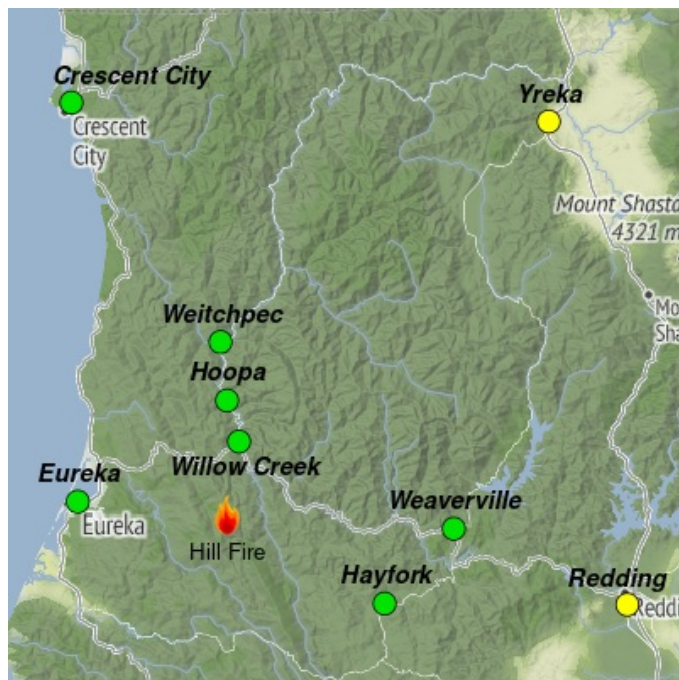 Crescent City
Crescent
City
Yreka
Mount Shasta
4321 m
Weitchpec
Hoopa
Willow Creek
Eureka
Eureka
Hill Fire
Weaverville
Hayfork
Redding